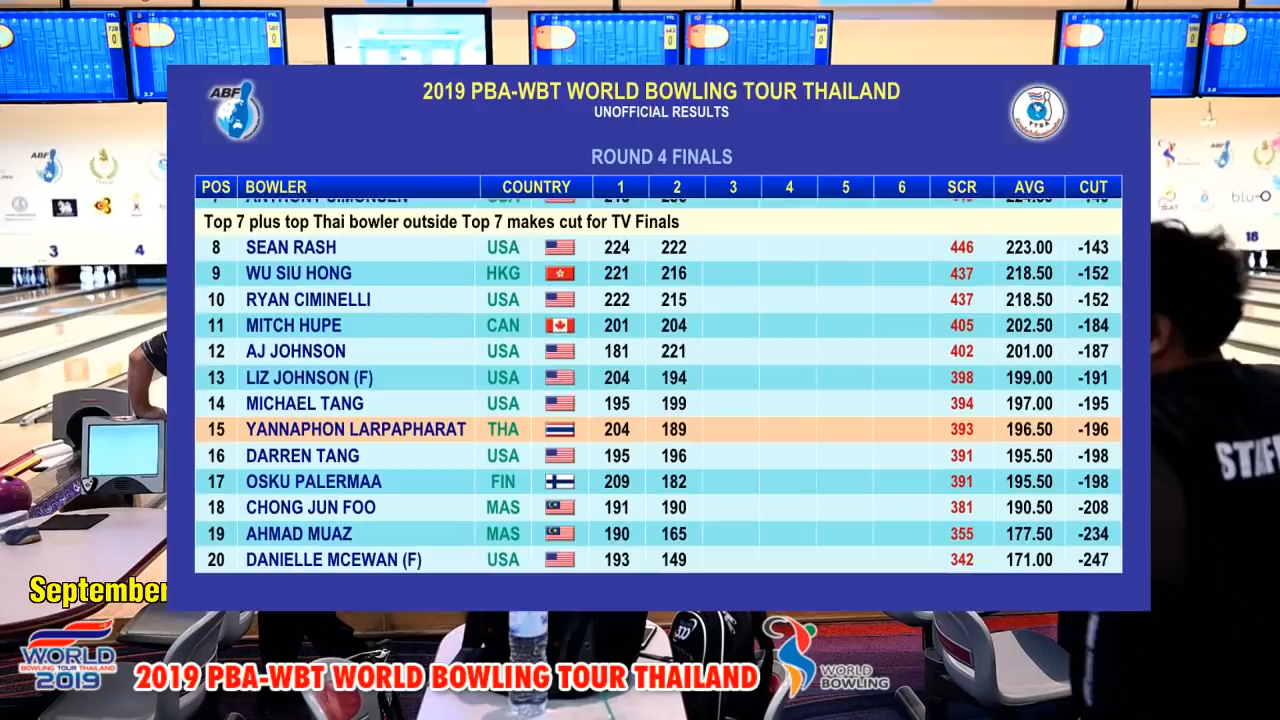 ABF
2019 PBA-WBT WORLD BOWLING TOUR THAILAND
UNOFFICIAL RESULTS
ROUND 4 FINALS
POS BOWLER COUNTRY 1 2 3 4 5 6 SCR AVG CUT
Top 7 plus top Thai bowler outside Top 7 makes cut for TV Finals
8 SEAN RASH USA 224 222 446 223.00 -143
9 WU SIU HONG HKG 221 216 437 218.50 -152
10 RYAN CIMINELLI USA 222 215 437 218.50 -152
11 MITCH HUPE CAN 201 204 405 202.50 -184
12 AJ JOHNSON USA 181 221 402 201.00 -187
13 LIZ JOHNSON (F) USA 204 194 398 199.00 -191
14 MICHAEL TANG USA 195 199 394 197.00 -195
15 YANNAPHON LARPAPHARAT THA 204 189 393 196.50 -196
16 DARREN TANG USA 195 196 391 195.50 -198
17 OSKU PALERMAA FIN 209 182 391 195.50 -198
18 CHONG JUN FOO MAS 191 190 381 190.50 -208
19 AHMAD MUAZ MAS 190 165 355 177.50 -234
20 DANIELLE MCEWAN (F) USA 193 149 342 171.00 -247
ABF
3 4
blu-O
18
STAFF
September
WORLD
BOWLING TOUR THAILAND
2019
2019 PBA-WBT WORLD BOWLING TOUR THAILAND
WORLD
BOWLING